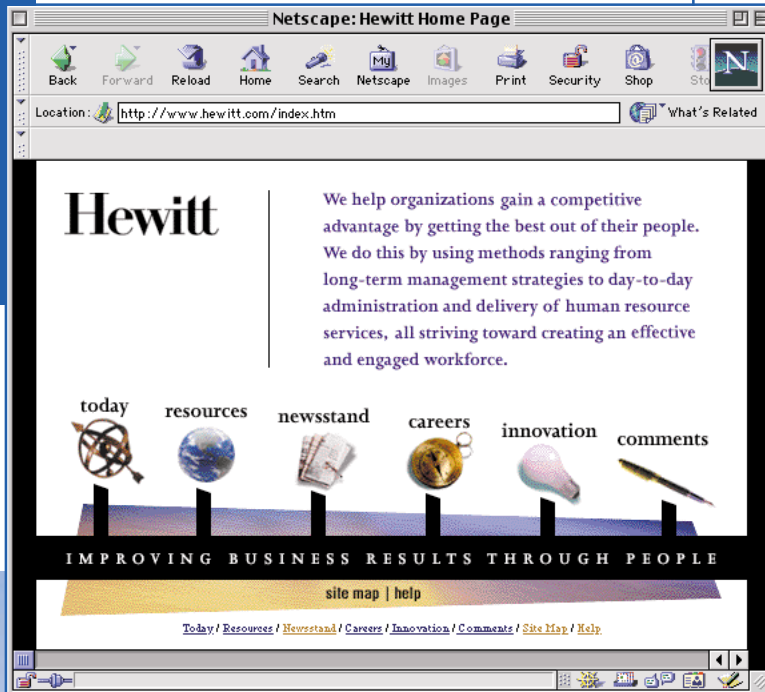 Netscape: Hewitt Home Page
Back Forward Reload Home Search Netscape Images Print Security Shop Sto
My
N
Location: http://www.hewitt.com/index.htm What's Related
Hewitt
We help organizations gain a competitive
advantage by getting the best out of their people.
We do this by using methods ranging from
long-term management strategies to day-to-day
administration and delivery of human resource
services, all striving toward creating an effective
and engaged workforce.
today resources newsstand careers innovation comments
IMPROVING BUSINESS RESULTS THROUGH PEOPLE
site map | help
Today / Resources / Newsstand / Careers / Innovation / Comments / Site Map / Help